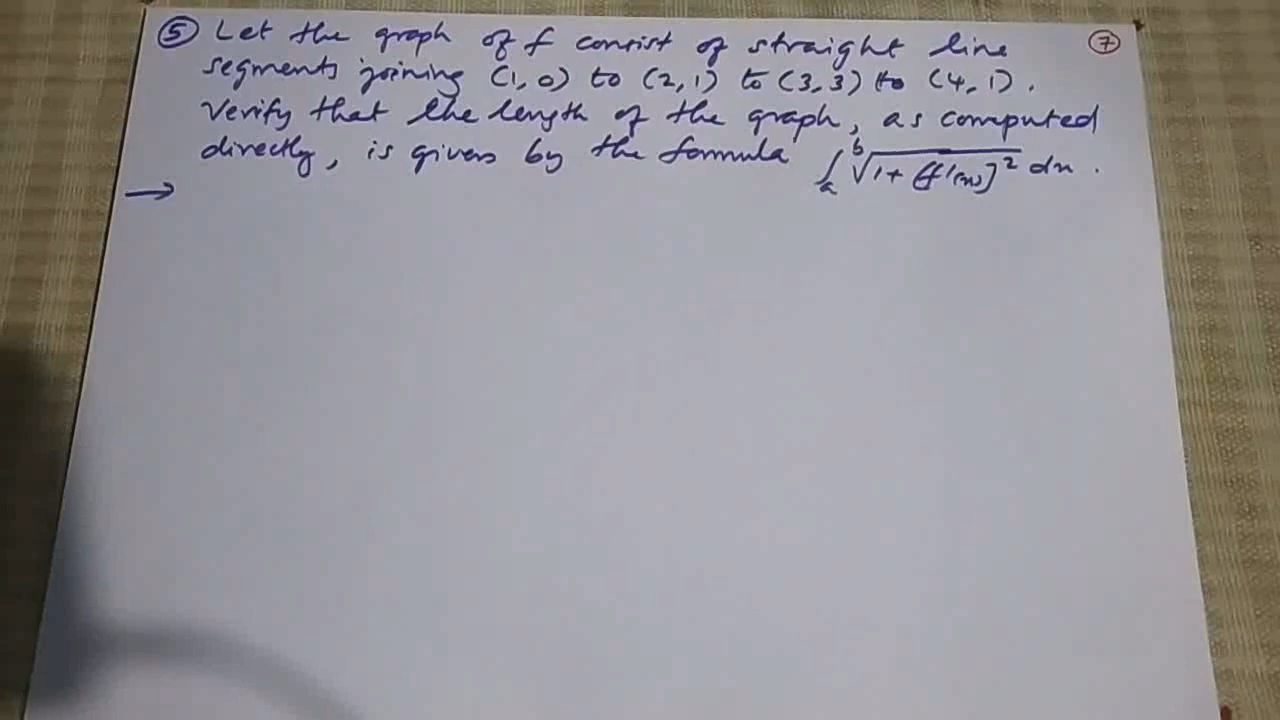 ⑤ Let the graph of f consist of straight line ⑦
segments joining (1,0) to (2,1) to (3,3) to (4,1).
Verify that the length of the graph, as computed
directly, is given by the formula ∫ₐᵇ √(1+[f'(x)]²) dx.
→